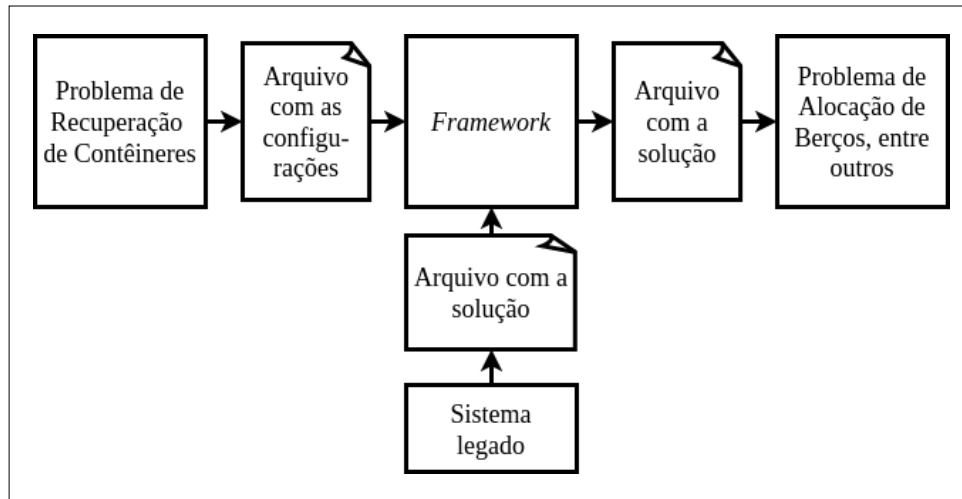 Problema de
Recuperação
de Contêineres
Arquivo
com as
configu-
rações
Framework
Arquivo
com a
solução
Problema de
Alocação de
Berços, entre
outros
Arquivo com a
solução
Sistema
legado